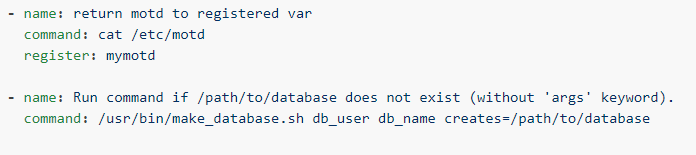 - name: return motd to registered var
  command: cat /etc/motd
  register: mymotd

- name: Run command if /path/to/database does not exist (without 'args' keyword).
  command: /usr/bin/make_database.sh db_user db_name creates=/path/to/database